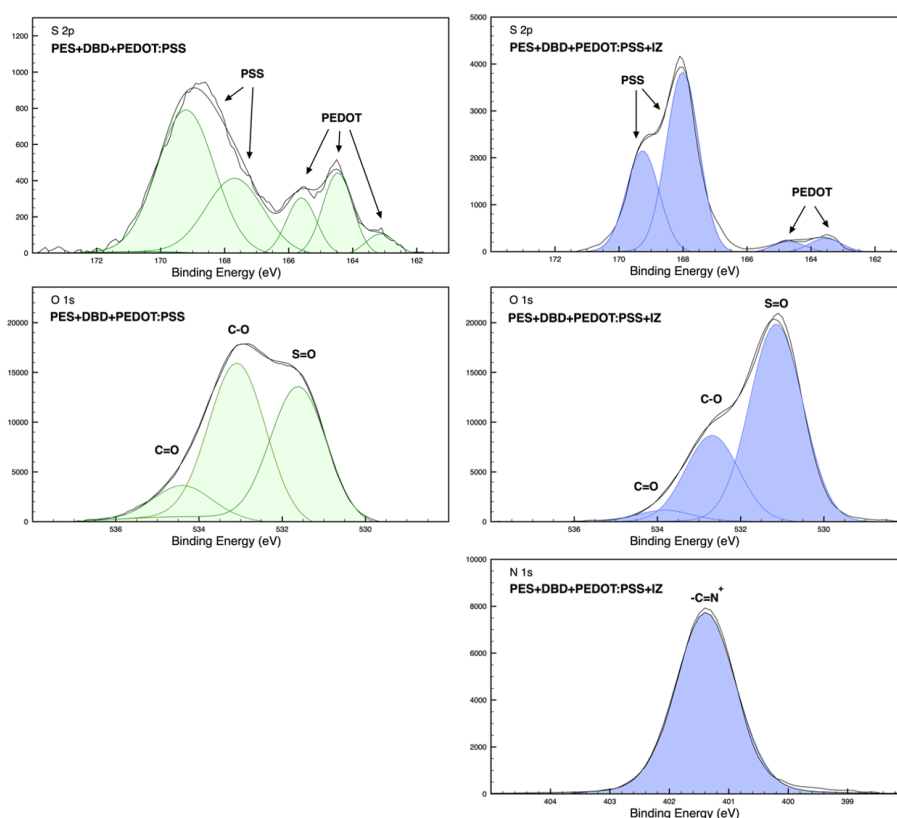 S 2p
PES+DBD+PEDOT:PSS
PSS
PEDOT
1200
1000
800
600
400
200
0
172
170
168
166
164
162
Binding Energy (eV)
S 2p
PES+DBD+PEDOT:PSS+IZ
PSS
PEDOT
5000
4000
3000
2000
1000
0
172
170
168
166
164
162
Binding Energy (eV)
O 1s
PES+DBD+PEDOT:PSS
C-O
S=O
C=O
20000
15000
10000
5000
0
536
534
532
530
Binding Energy (eV)
O 1s
PES+DBD+PEDOT:PSS+IZ
S=O
C-O
C=O
20000
15000
10000
5000
0
536
534
532
530
Binding Energy (eV)
N 1s
PES+DBD+PEDOT:PSS+IZ
-C=N+
10000
8000
6000
4000
2000
0
404
403
402
401
400
399
Binding Energy (eV)